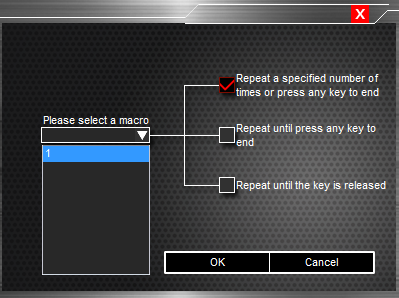 X
Repeat a specified number of
times or press any key to end
Please select a macro
Repeat until press any key to
end
1
Repeat until the key is released
OK
Cancel